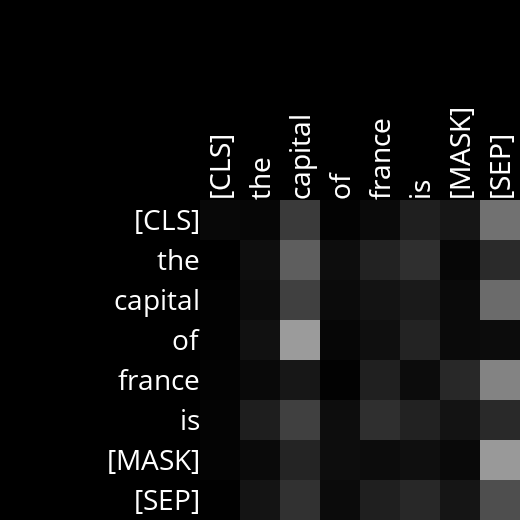 [CLS]
the
capital
of
france
is
[MASK]
[SEP]
[CLS]
the
capital
of
france
is
[MASK]
[SEP]